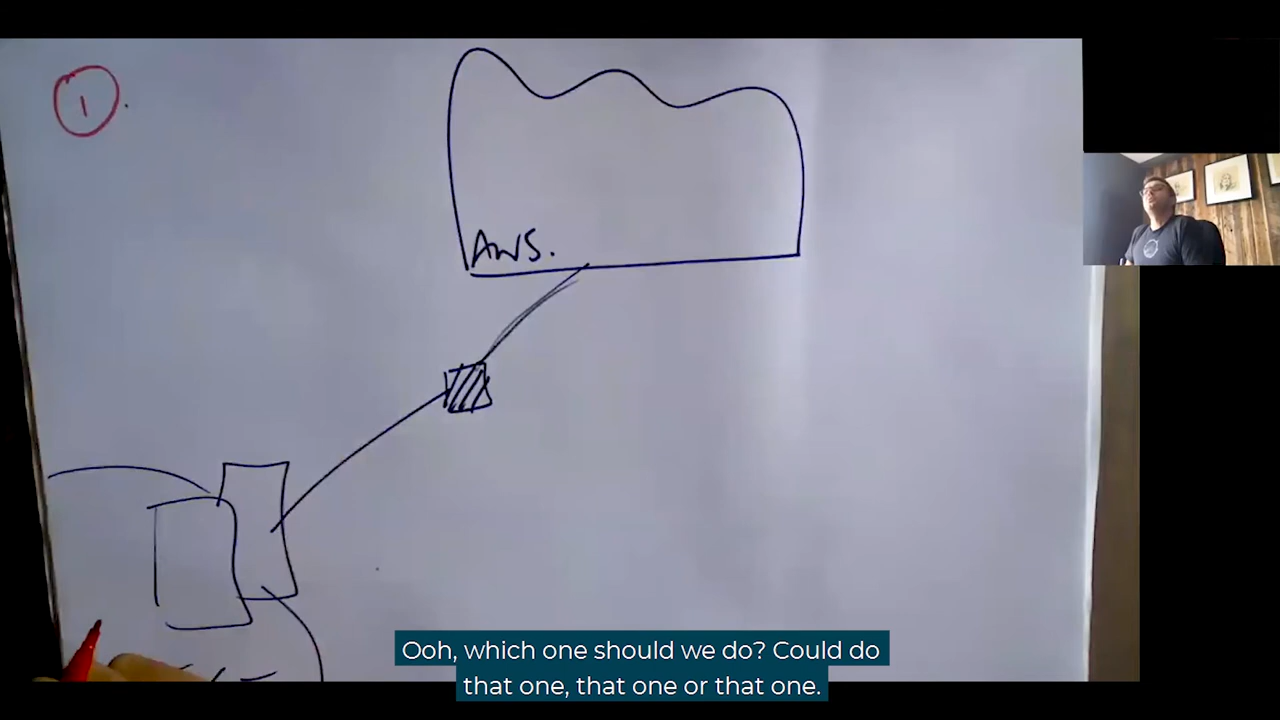 1.
AWS.
Ooh, which one should we do? Could do
that one, that one or that one.